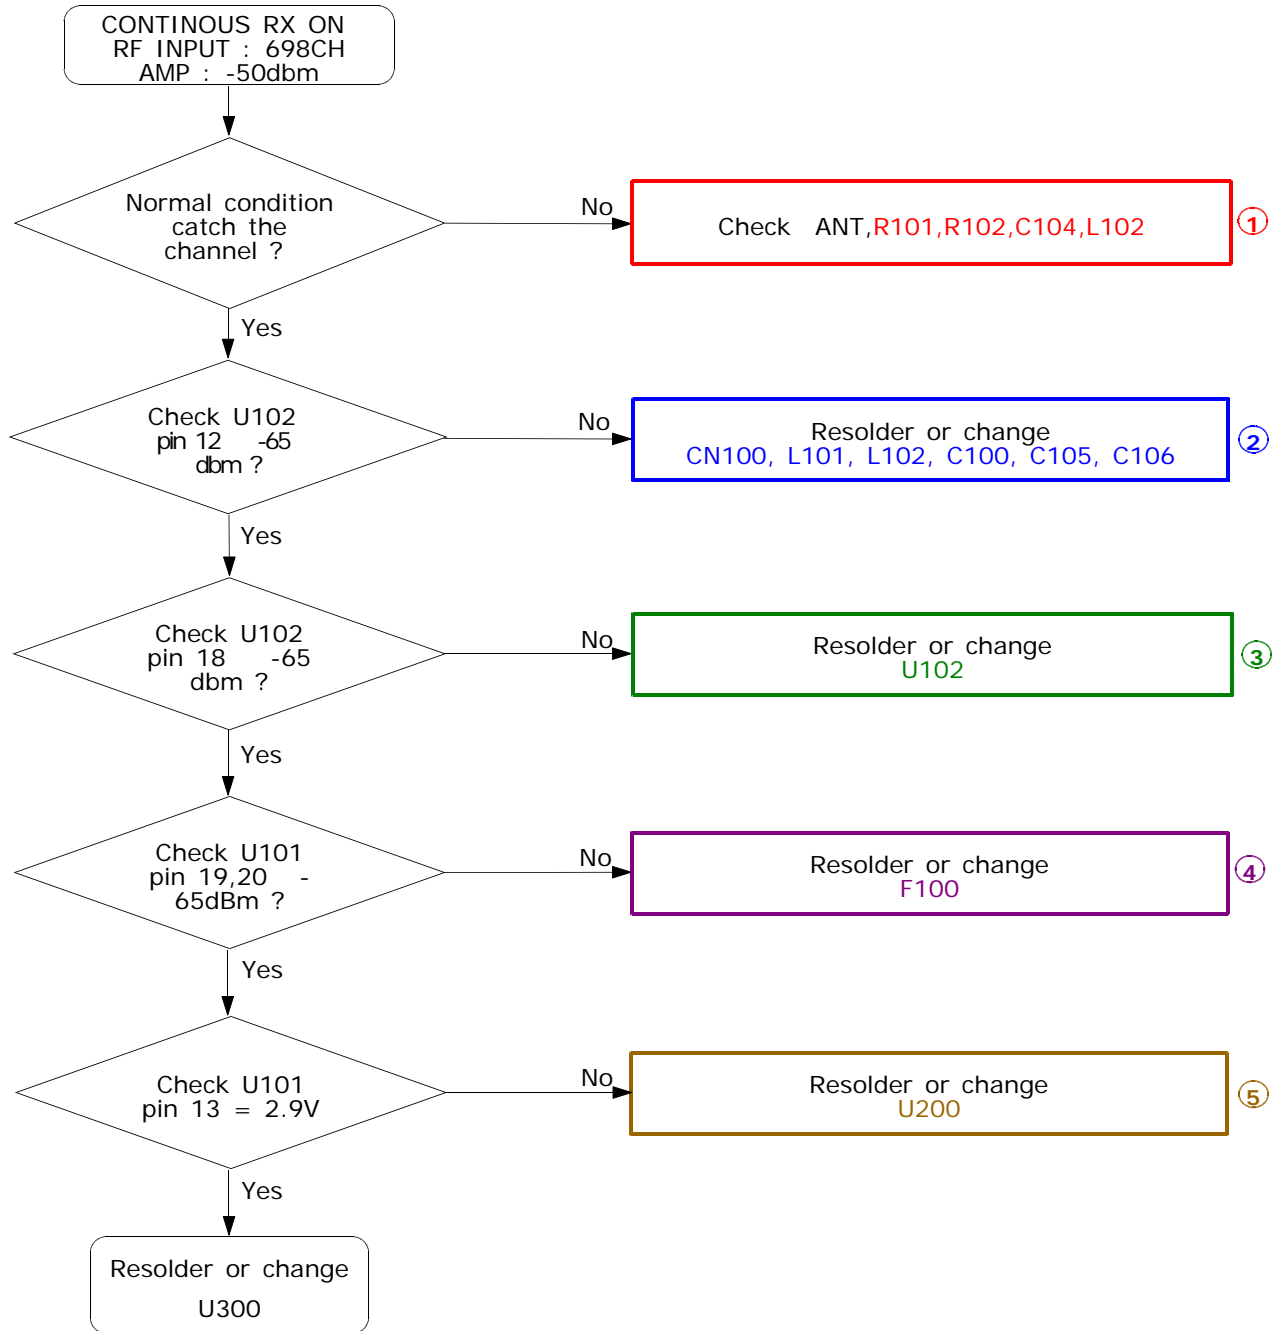 CONTINOUS RX ON
RF INPUT : 698CH
AMP : -50dbm
Normal condition
catch the
channel ?
No
Check ANT,R101,R102,C104,L102
1
Yes
Check U102
pin 12 -65
dbm ?
No
Resolder or change
CN100, L101, L102, C100, C105, C106
2
Yes
Check U102
pin 18 -65
dbm ?
No
Resolder or change
U102
3
Yes
Check U101
pin 19,20 -
65dBm ?
No
Resolder or change
F100
4
Yes
Check U101
pin 13 = 2.9V
No
Resolder or change
U200
5
Yes
Resolder or change
U300